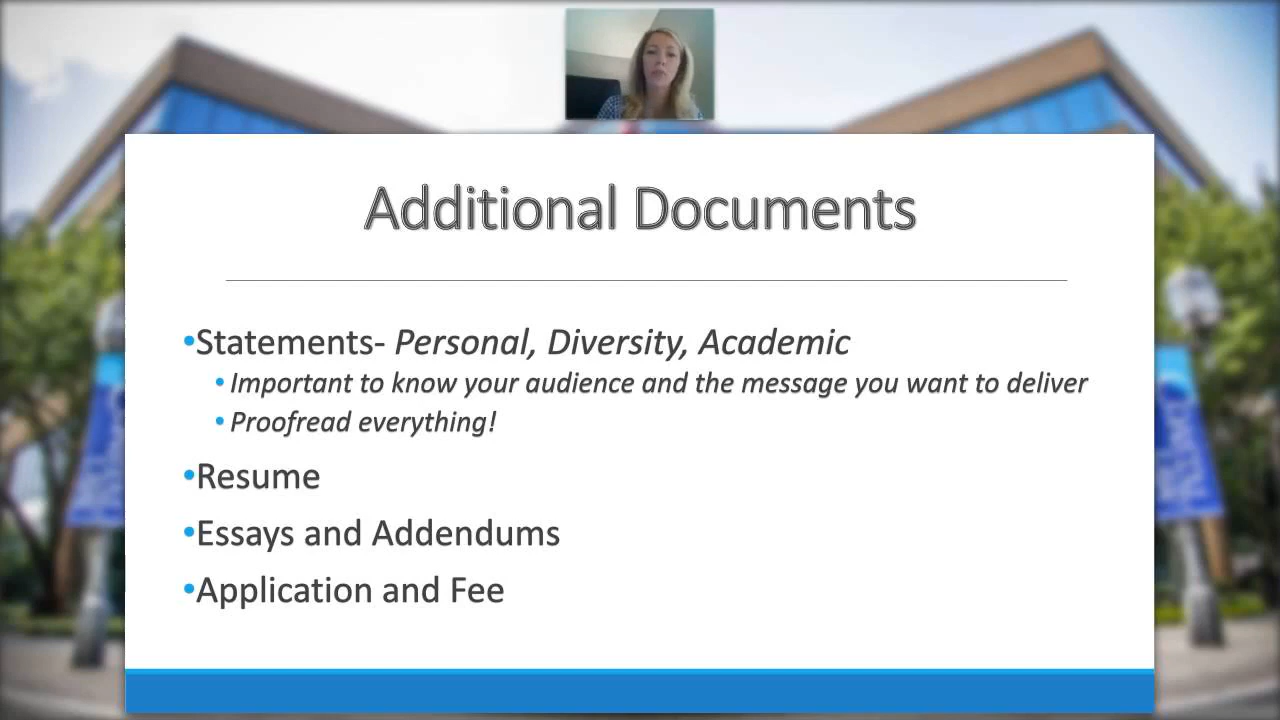 Additional Documents
•Statements- Personal, Diversity, Academic
•Important to know your audience and the message you want to deliver
•Proofread everything!
•Resume
•Essays and Addendums
•Application and Fee